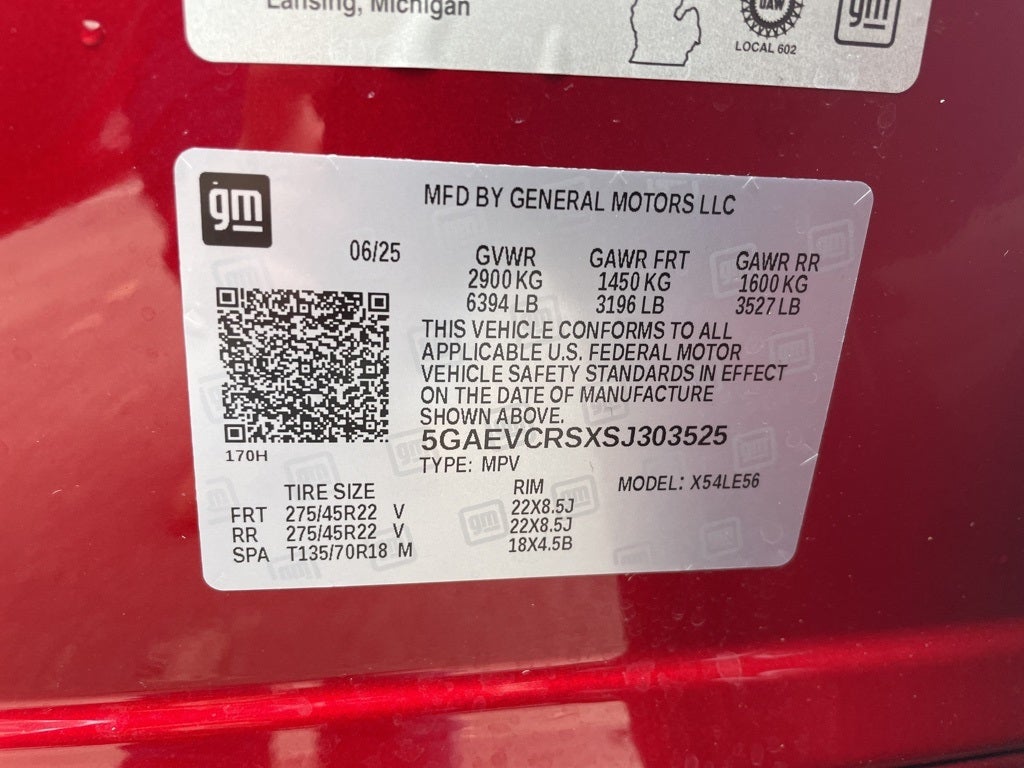 Lansing, Michigan
UAW
LOCAL 602
gm
gm
MFD BY GENERAL MOTORS LLC
06/25
GVWR GAWR FRT GAWR RR
2900 KG 1450 KG 1600 KG
6394 LB 3196 LB 3527 LB
THIS VEHICLE CONFORMS TO ALL
APPLICABLE U.S. FEDERAL MOTOR
VEHICLE SAFETY STANDARDS IN EFFECT
ON THE DATE OF MANUFACTURE
SHOWN ABOVE.
5GAEVCRSXSJ303525
170H
TYPE: MPV MODEL: X54LE56
TIRE SIZE RIM
FRT 275/45R22 V 22X8.5J
RR 275/45R22 V 22X8.5J
SPA T135/70R18 M 18X4.5B